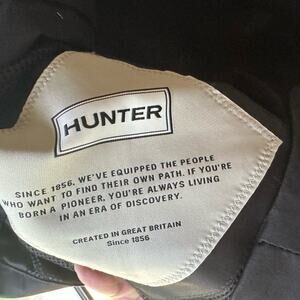 HUNTER
SINCE 1856, WE'VE EQUIPPED THE PEOPLE
WHO WANT TO FIND THEIR OWN PATH. IF YOU'RE
BORN A PIONEER, YOU'RE ALWAYS LIVING
IN AN ERA OF DISCOVERY.
CREATED IN GREAT BRITAIN
Since 1856